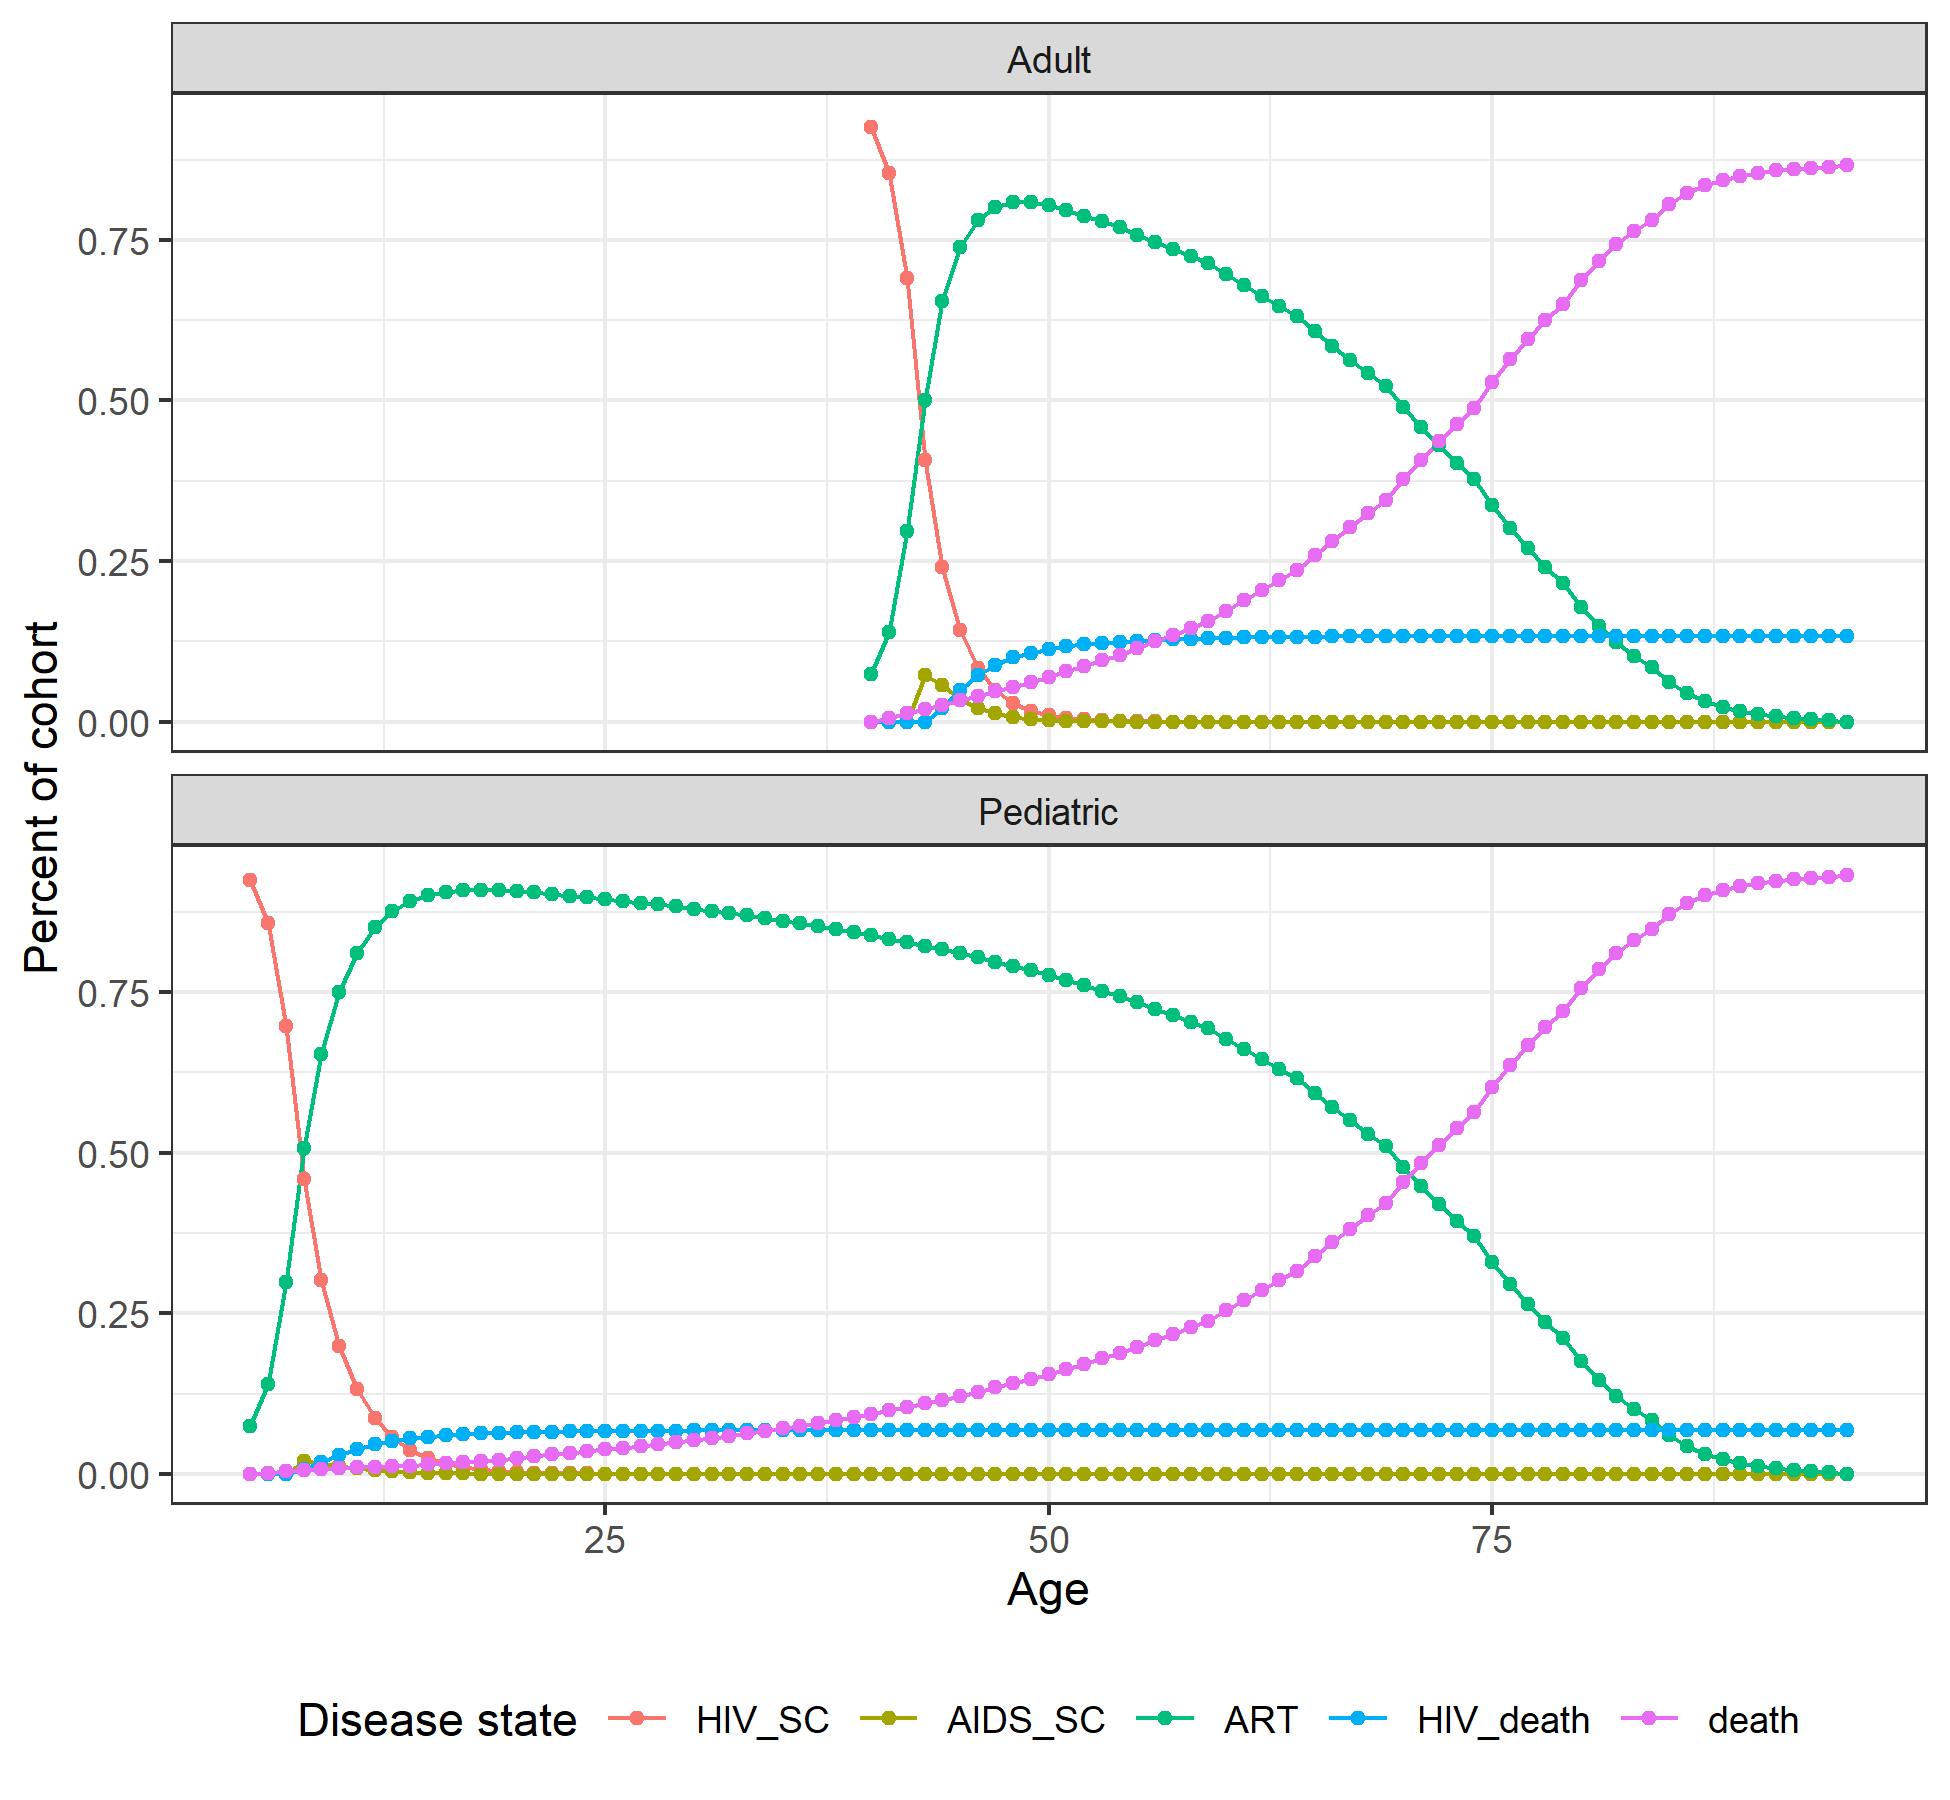 Adult
0.75
0.50
0.25
0.00
Percent of cohort
Pediatric
0.75
0.50
0.25
0.00
25 50 75
Age
Disease state HIV_SC AIDS_SC ART HIV_death death